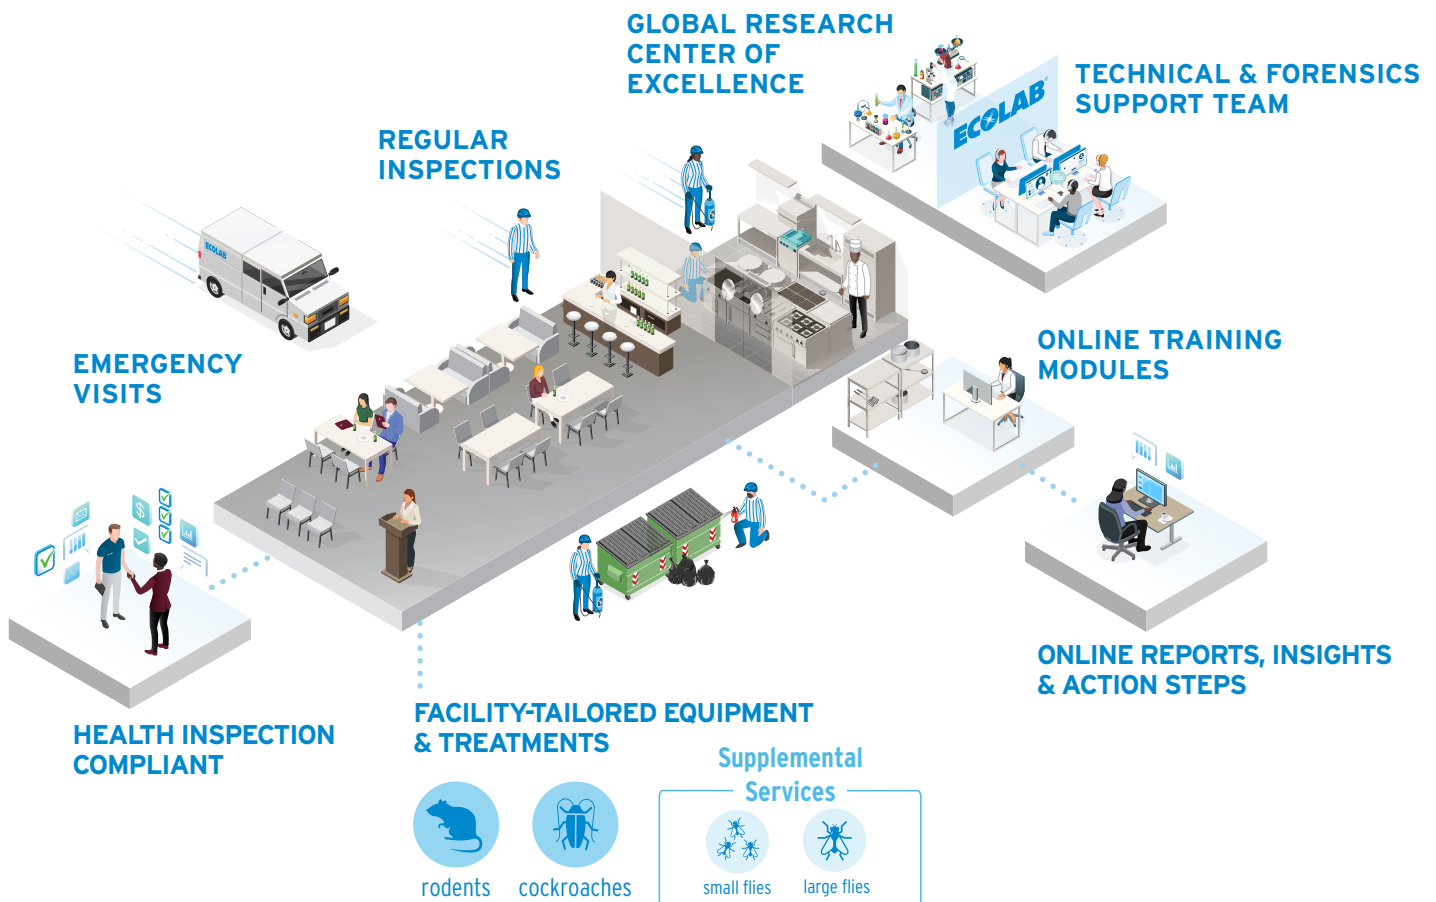 GLOBAL RESEARCH
CENTER OF
EXCELLENCE
TECHNICAL & FORENSICS
SUPPORT TEAM
ECOLAB®
REGULAR
INSPECTIONS
ECOLAB
EMERGENCY
VISITS
ONLINE TRAINING
MODULES
$
ONLINE REPORTS, INSIGHTS
& ACTION STEPS
HEALTH INSPECTION
COMPLIANT
FACILITY-TAILORED EQUIPMENT
& TREATMENTS
Supplemental
Services
rodents
cockroaches
small flies
large flies